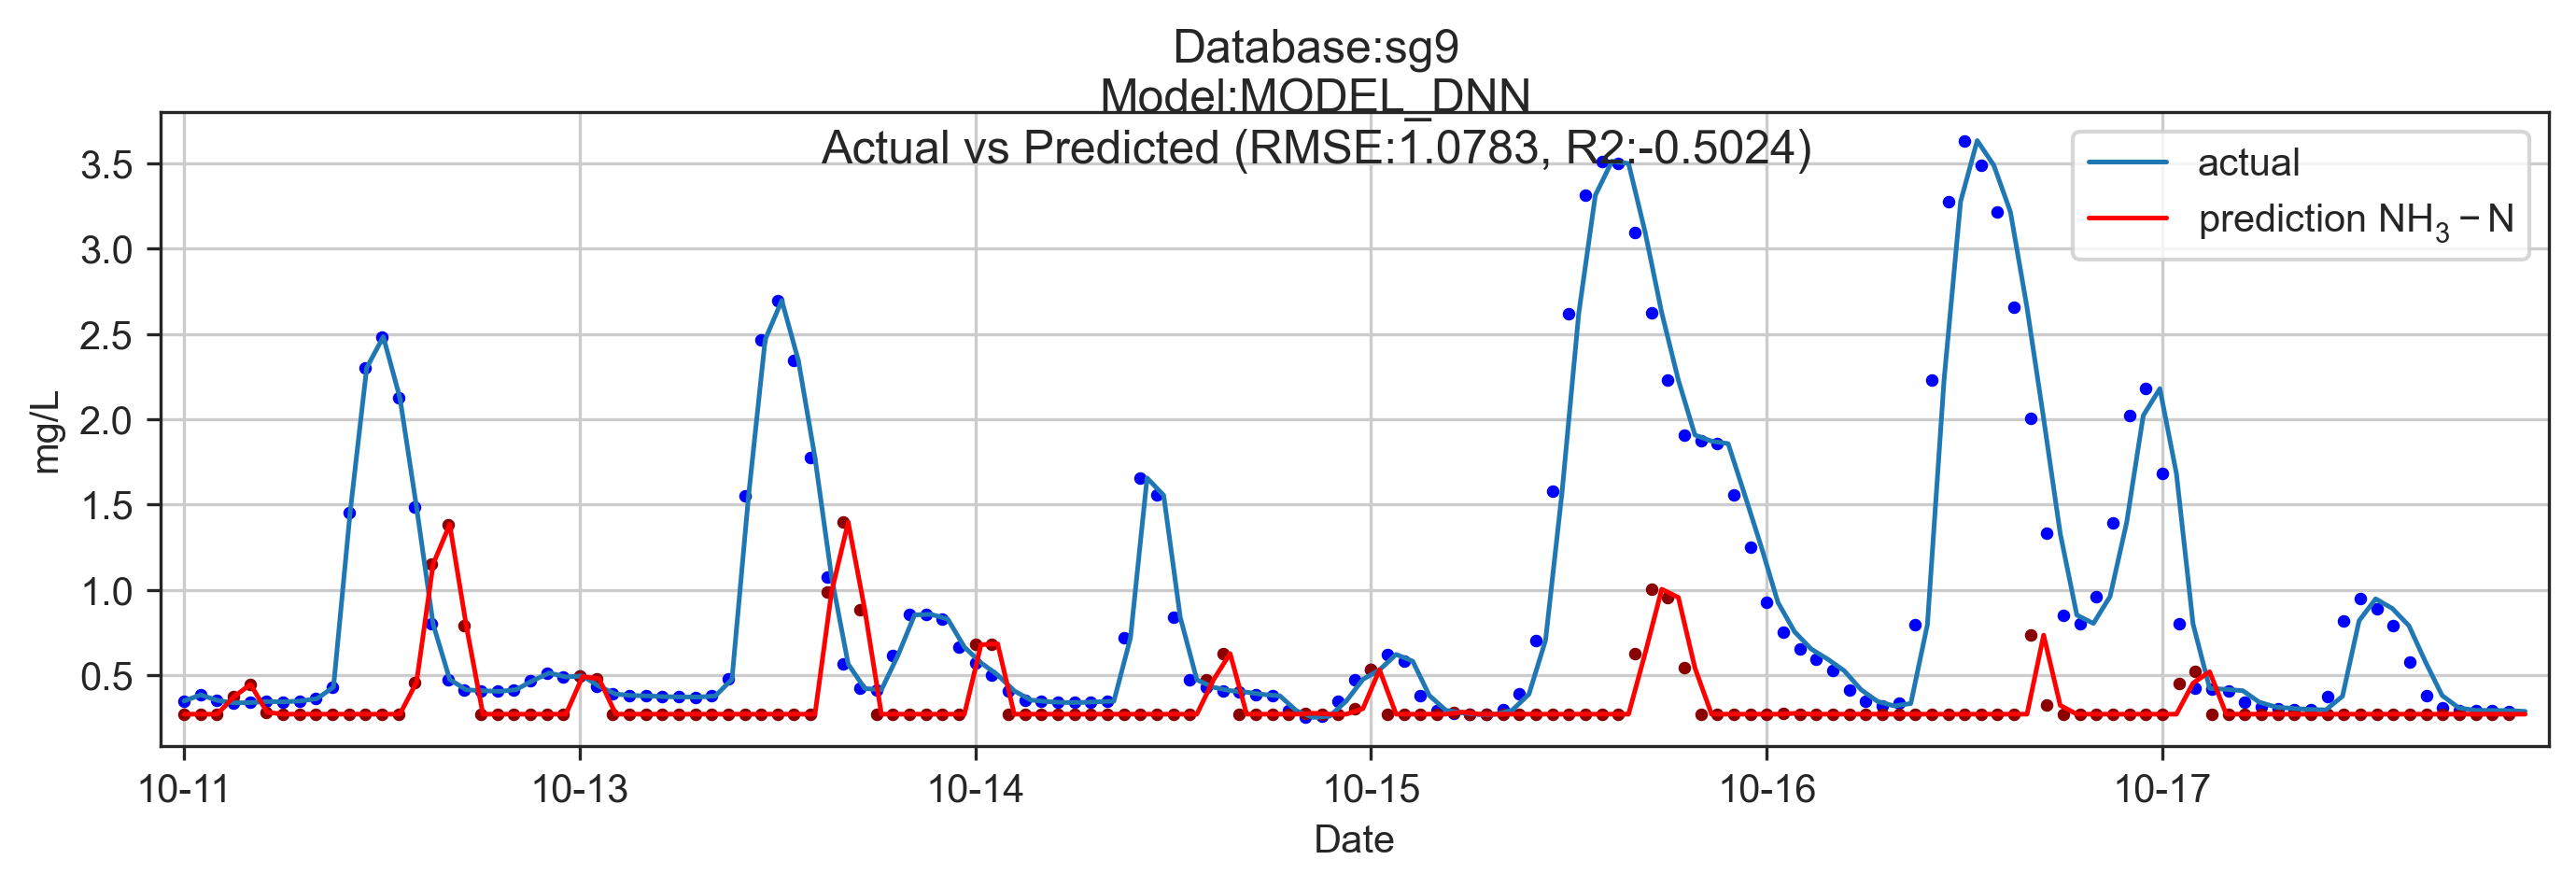 Database:sg9
Model:MODEL_DNN
Actual vs Predicted (RMSE:1.0783, R2:-0.5024)
actual
prediction NH₃ − N
mg/L
3.5
3.0
2.5
2.0
1.5
1.0
0.5
10-11 10-13 10-14 10-15 10-16 10-17
Date